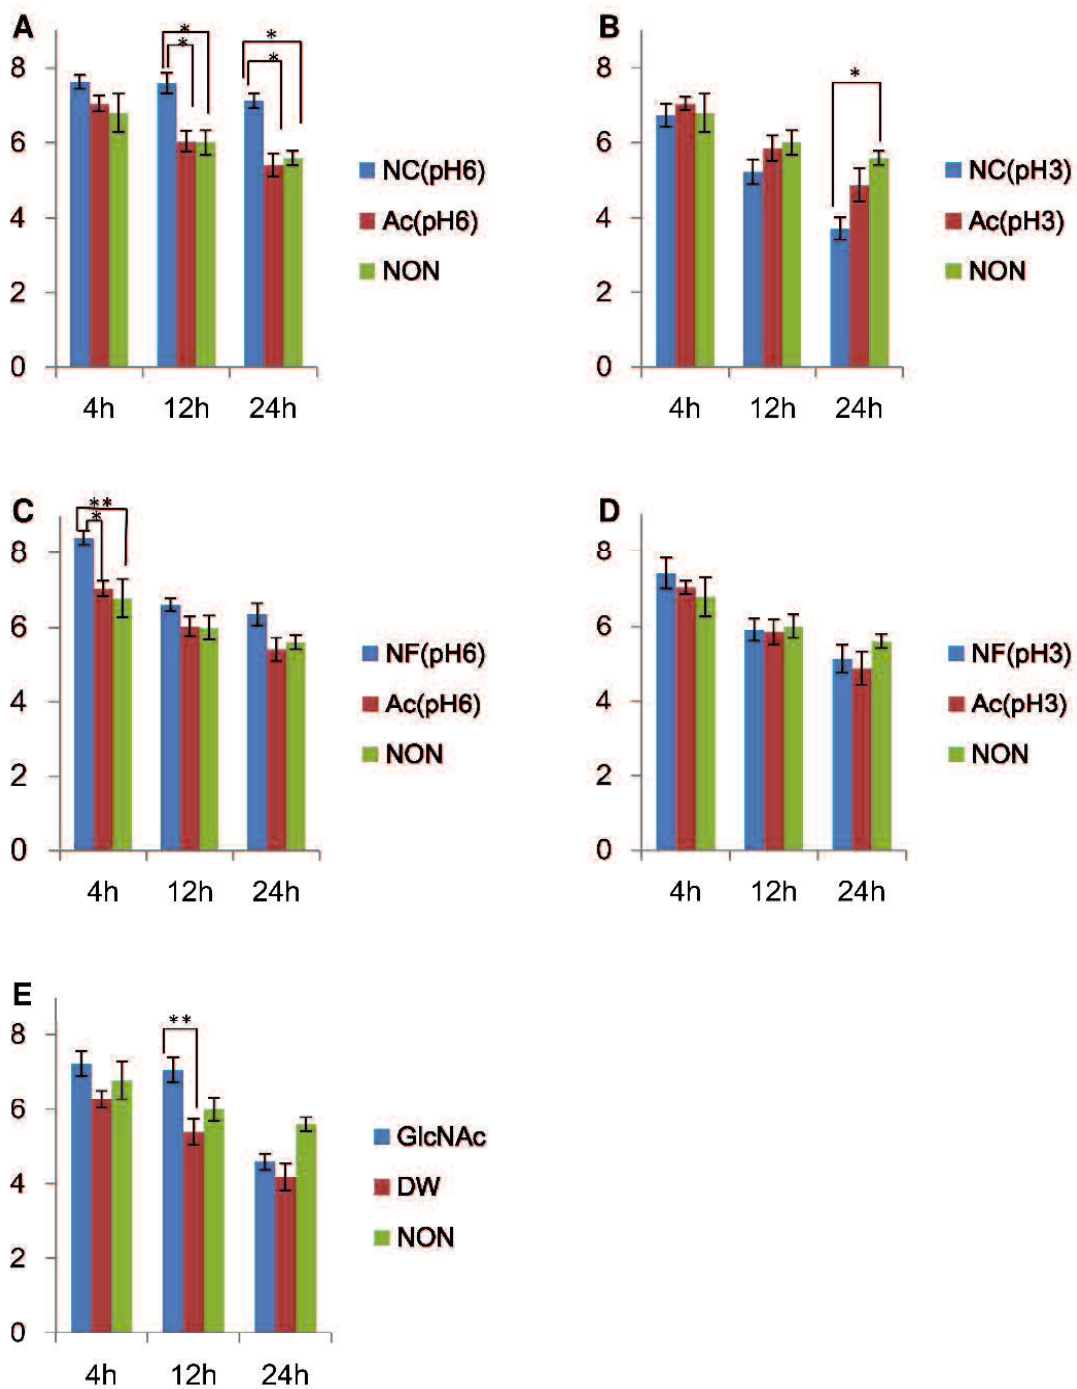 A
8
6
4
2
0
*
*
*
*
4h 12h 24h
NC(pH6)
Ac(pH6)
NON
B
8
6
4
2
0
*
4h 12h 24h
NC(pH3)
Ac(pH3)
NON
C
8
6
4
2
0
**
*
4h 12h 24h
NF(pH6)
Ac(pH6)
NON
D
8
6
4
2
0
4h 12h 24h
NF(pH3)
Ac(pH3)
NON
E
8
6
4
2
0
**
4h 12h 24h
GlcNAc
DW
NON